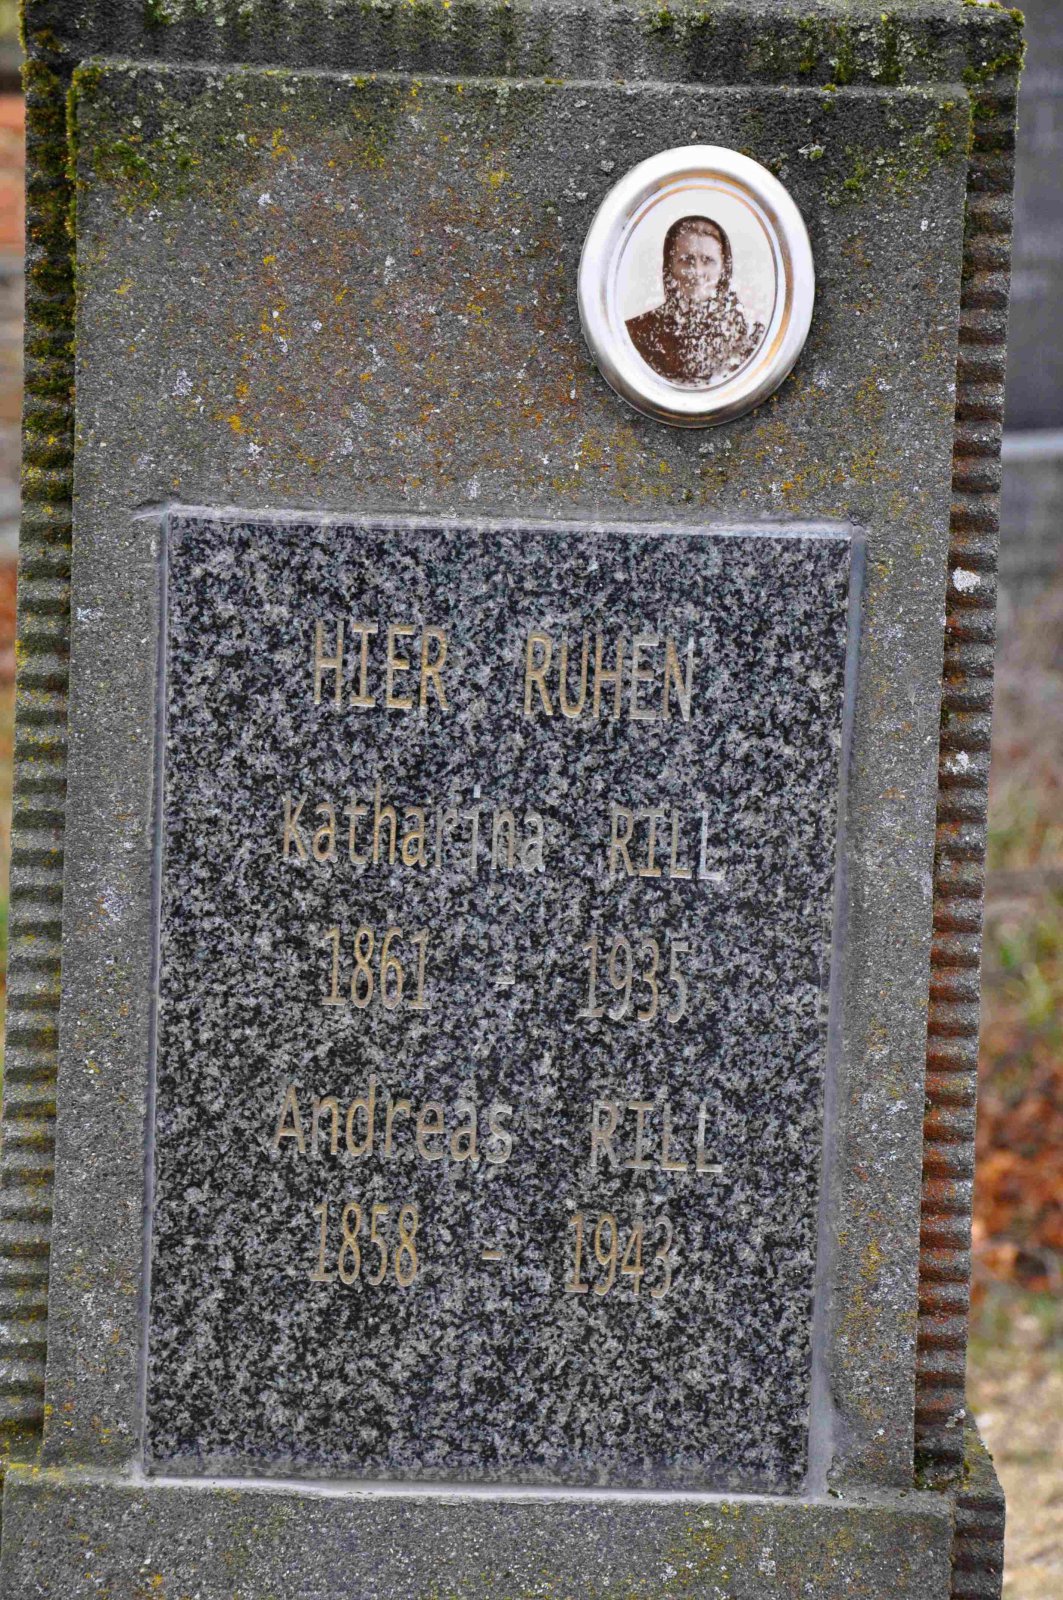 HIER RUHEN
Katharina RILL
1861 - 1935
Andreas RILL
1858 - 1943